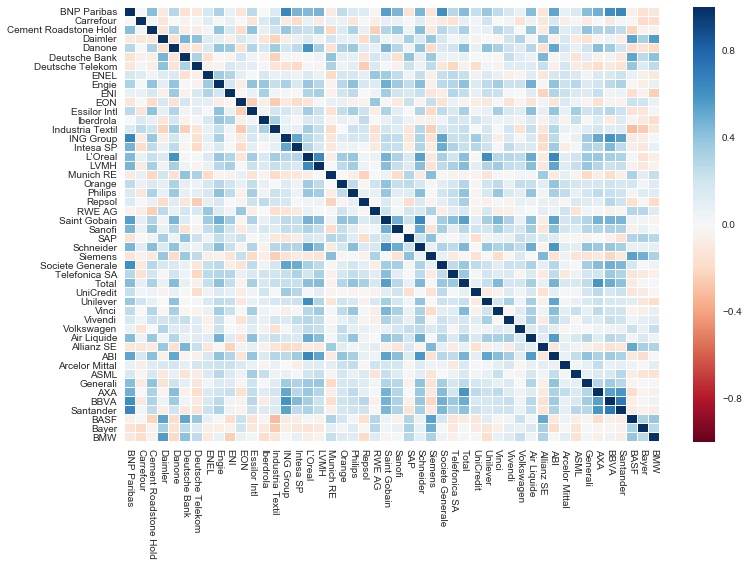 BNP Paribas
Carrefour
Cement Roadstone Hold
Daimler
Danone
Deutsche Bank
Deutsche Telekom
ENEL
Engie
ENI
EON
Essilor Intl
Iberdrola
Industria Textil
ING Group
Intesa SP
L'Oreal
LVMH
Munich RE
Orange
Philips
Repsol
RWE AG
Saint Gobain
Sanofi
SAP
Schneider
Siemens
Societe Generale
Telefonica SA
Total
UniCredit
Unilever
Vinci
Vivendi
Volkswagen
Air Liquide
Allianz SE
ABI
Arcelor Mittal
ASML
Generali
AXA
BBVA
Santander
BASF
Bayer
BMW
BNP Paribas
Carrefour
Cement Roadstone Hold
Daimler
Danone
Deutsche Bank
Deutsche Telekom
ENEL
Engie
ENI
EON
Essilor Intl
Iberdrola
Industria Textil
ING Group
Intesa SP
L'Oreal
LVMH
Munich RE
Orange
Philips
Repsol
RWE AG
Saint Gobain
Sanofi
SAP
Schneider
Siemens
Societe Generale
Telefonica SA
Total
UniCredit
Unilever
Vinci
Vivendi
Volkswagen
Air Liquide
Allianz SE
ABI
Arcelor Mittal
ASML
Generali
AXA
BBVA
Santander
BASF
Bayer
BMW
0.8
0.4
0.0
−0.4
−0.8